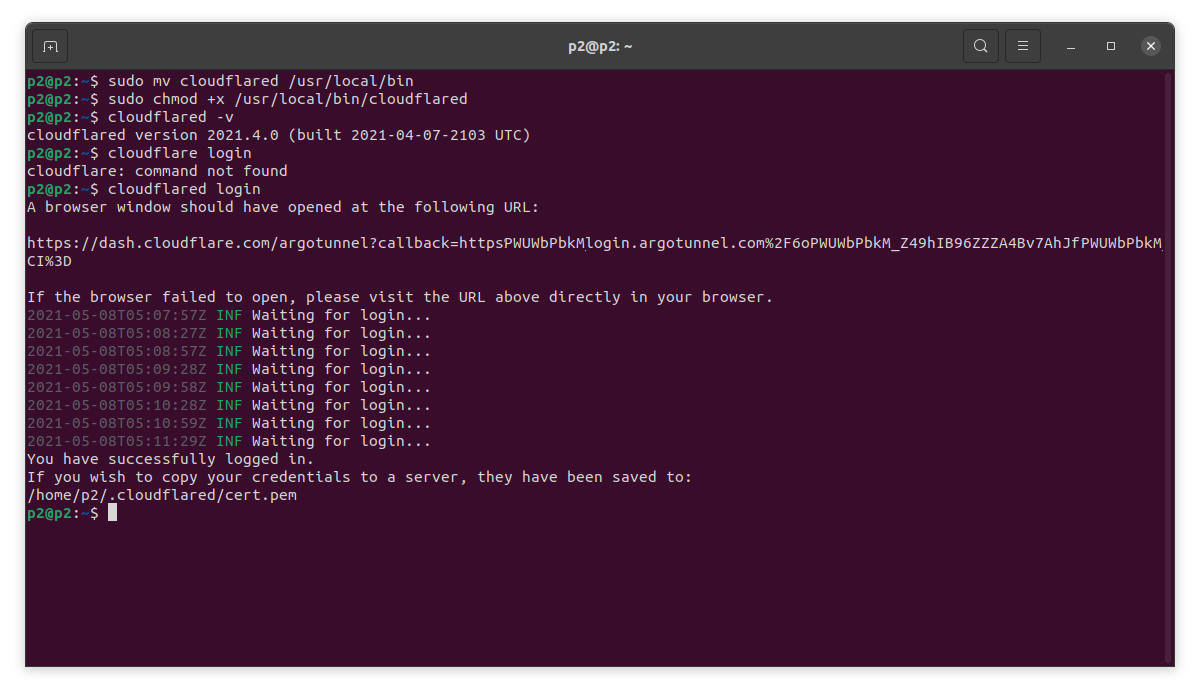 p2@p2: ~
p2@p2:~$ sudo mv cloudflared /usr/local/bin
p2@p2:~$ sudo chmod +x /usr/local/bin/cloudflared
p2@p2:~$ cloudflared -v
cloudflared version 2021.4.0 (built 2021-04-07-2103 UTC)
p2@p2:~$ cloudflare login
cloudflare: command not found
p2@p2:~$ cloudflared login
A browser window should have opened at the following URL:
https://dash.cloudflare.com/argotunnel?callback=httpsPWUWbPbkMlogin.argotunnel.com%2F6oPWUWbPbkM_Z49hIB96ZZZA4Bv7AhJfPWUWbPbkM_
CI%3D
If the browser failed to open, please visit the URL above directly in your browser.
2021-05-08T05:07:57Z INF Waiting for login...
2021-05-08T05:08:27Z INF Waiting for login...
2021-05-08T05:08:57Z INF Waiting for login...
2021-05-08T05:09:28Z INF Waiting for login...
2021-05-08T05:09:58Z INF Waiting for login...
2021-05-08T05:10:28Z INF Waiting for login...
2021-05-08T05:10:59Z INF Waiting for login...
2021-05-08T05:11:29Z INF Waiting for login...
You have successfully logged in.
If you wish to copy your credentials to a server, they have been saved to:
/home/p2/.cloudflared/cert.pem
p2@p2:~$